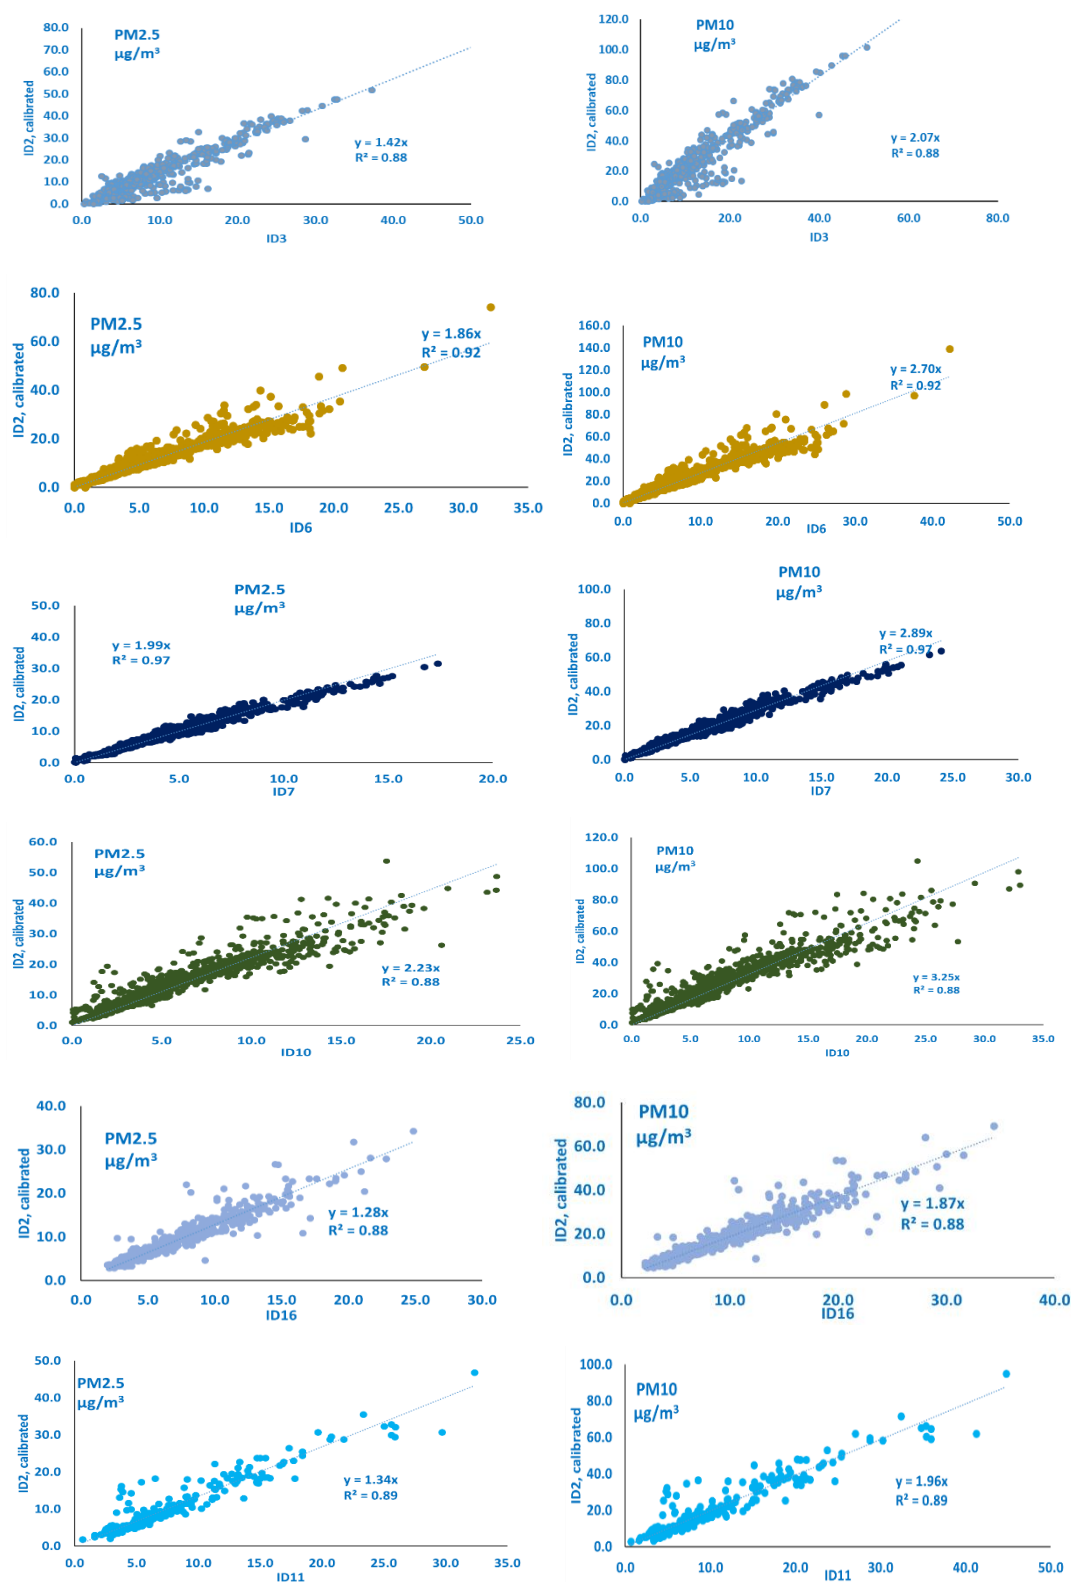 PM2.5
µg/m³
80.0
70.0
60.0
50.0
40.0
30.0
20.0
10.0
0.0
ID2, calibrated
y = 1.42x
R² = 0.88
0.0 10.0 20.0 30.0 40.0 50.0
ID3
PM10
µg/m³
120.0
100.0
80.0
60.0
40.0
20.0
0.0
ID2, calibrated
y = 2.07x
R² = 0.88
0.0 20.0 40.0 60.0 80.0
ID3
PM2.5
µg/m³
80.0
60.0
40.0
20.0
0.0
ID2, calibrated
y = 1.86x
R² = 0.92
0.0 5.0 10.0 15.0 20.0 25.0 30.0 35.0
ID6
PM10
µg/m³
160.0
140.0
120.0
100.0
80.0
60.0
40.0
20.0
0.0
ID2, calibrated
y = 2.70x
R² = 0.92
0.0 10.0 20.0 30.0 40.0 50.0
ID6
PM2.5
µg/m³
50.0
40.0
30.0
20.0
10.0
0.0
ID2, calibrated
y = 1.99x
R² = 0.97
0.0 5.0 10.0 15.0 20.0
ID7
PM10
µg/m³
100.0
80.0
60.0
40.0
20.0
0.0
ID2, calibrated
y = 2.89x
R² = 0.97
0.0 5.0 10.0 15.0 20.0 25.0 30.0
ID7
PM2.5
µg/m³
60.0
50.0
40.0
30.0
20.0
10.0
0.0
ID2, calibrated
y = 2.23x
R² = 0.88
0.0 5.0 10.0 15.0 20.0 25.0
ID10
PM10
µg/m³
120.0
100.0
80.0
60.0
40.0
20.0
0.0
ID2, calibrated
y = 3.25x
R² = 0.88
0.0 5.0 10.0 15.0 20.0 25.0 30.0 35.0
ID10
PM2.5
µg/m³
40.0
30.0
20.0
10.0
0.0
ID2, calibrated
y = 1.28x
R² = 0.88
0.0 5.0 10.0 15.0 20.0 25.0 30.0
ID16
PM10
µg/m³
80.0
60.0
40.0
20.0
0.0
ID2, calibrated
y = 1.87x
R² = 0.88
0.0 10.0 20.0 30.0 40.0
ID16
PM2.5
µg/m³
50.0
40.0
30.0
20.0
10.0
0.0
ID2, calibrated
y = 1.34x
R² = 0.89
0.0 5.0 10.0 15.0 20.0 25.0 30.0 35.0
ID11
PM10
µg/m³
100.0
80.0
60.0
40.0
20.0
0.0
ID2, calibrated
y = 1.96x
R² = 0.89
0.0 10.0 20.0 30.0 40.0 50.0
ID11